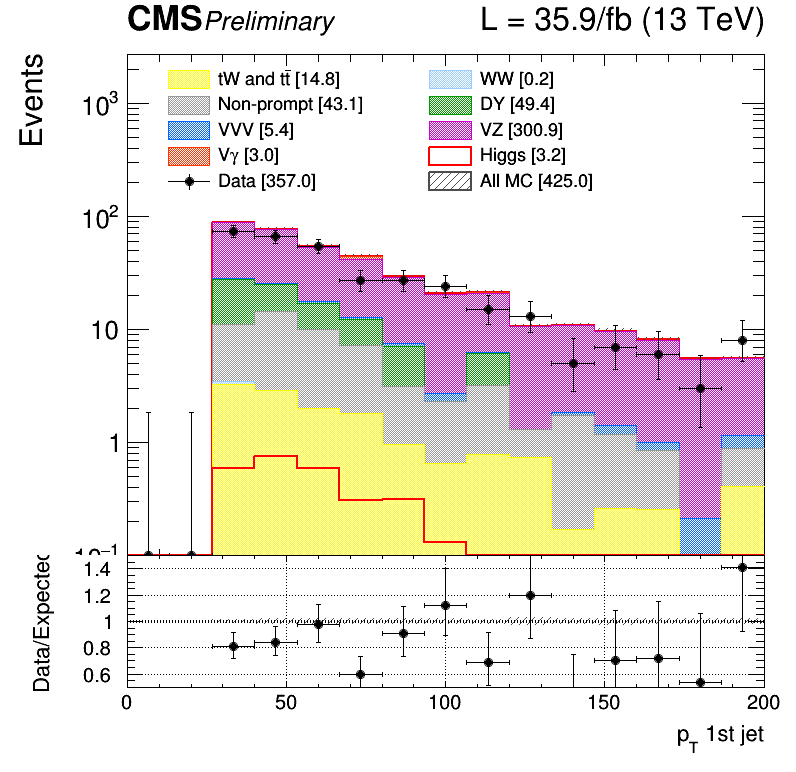 CMS Preliminary L = 35.9/fb (13 TeV)
Events
tW and tt̄ [14.8] WW [0.2]
Non-prompt [43.1] DY [49.4]
VVV [5.4] VZ [300.9]
Vγ [3.0] Higgs [3.2]
Data [357.0] All MC [425.0]
10³
10²
10
1
Data/Expected
1.4
1.2
1
0.8
0.6
0 50 100 150 200
p_T 1st jet